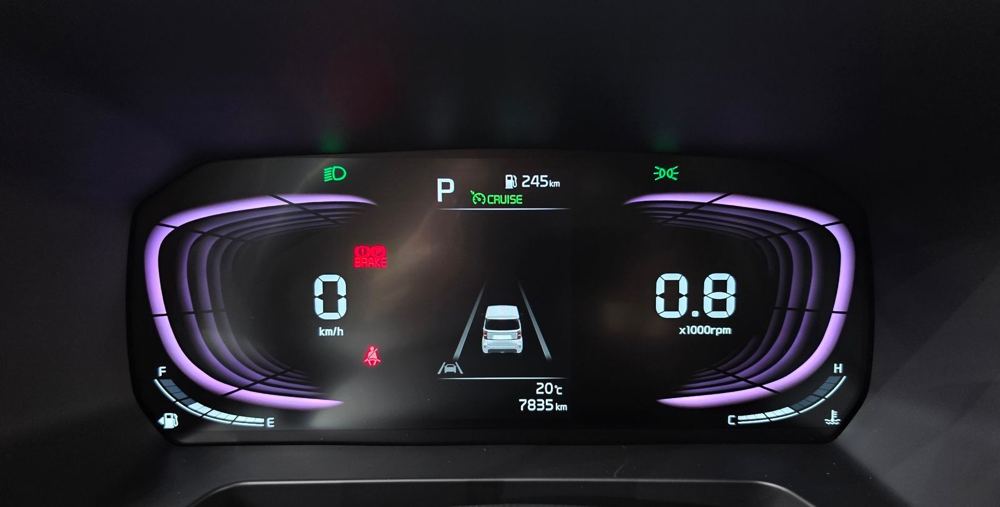 P
245km
CRUISE
BRAKE
0
km/h
0.8
x1000rpm
F
E
20℃
7835km
H
C